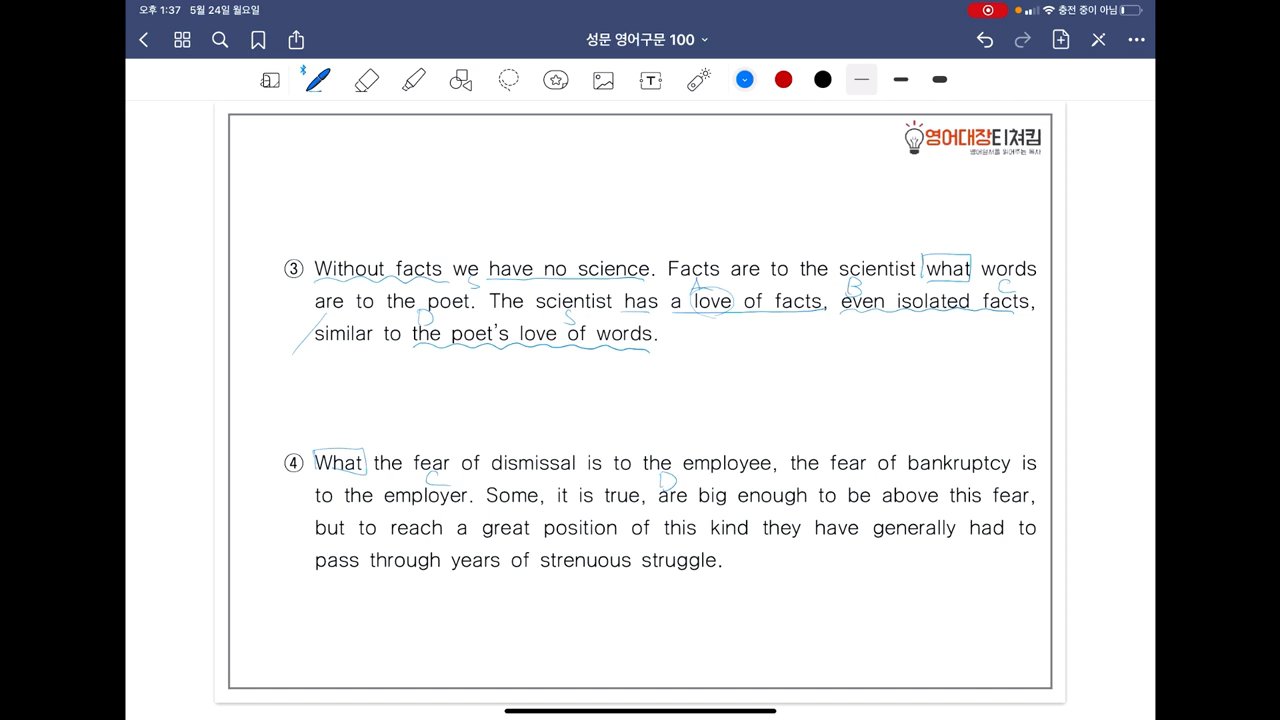 오후 1:37 5월 24일 월요일
충전 중이 아님
성문 영어구문 100
영어대장티쳐킴
③ Without facts we have no science. Facts are to the scientist what words
S A B C
are to the poet. The scientist has a love of facts, even isolated facts,
D S
similar to the poet's love of words.
④ What the fear of dismissal is to the employee, the fear of bankruptcy is
C D
to the employer. Some, it is true, are big enough to be above this fear,
but to reach a great position of this kind they have generally had to
pass through years of strenuous struggle.